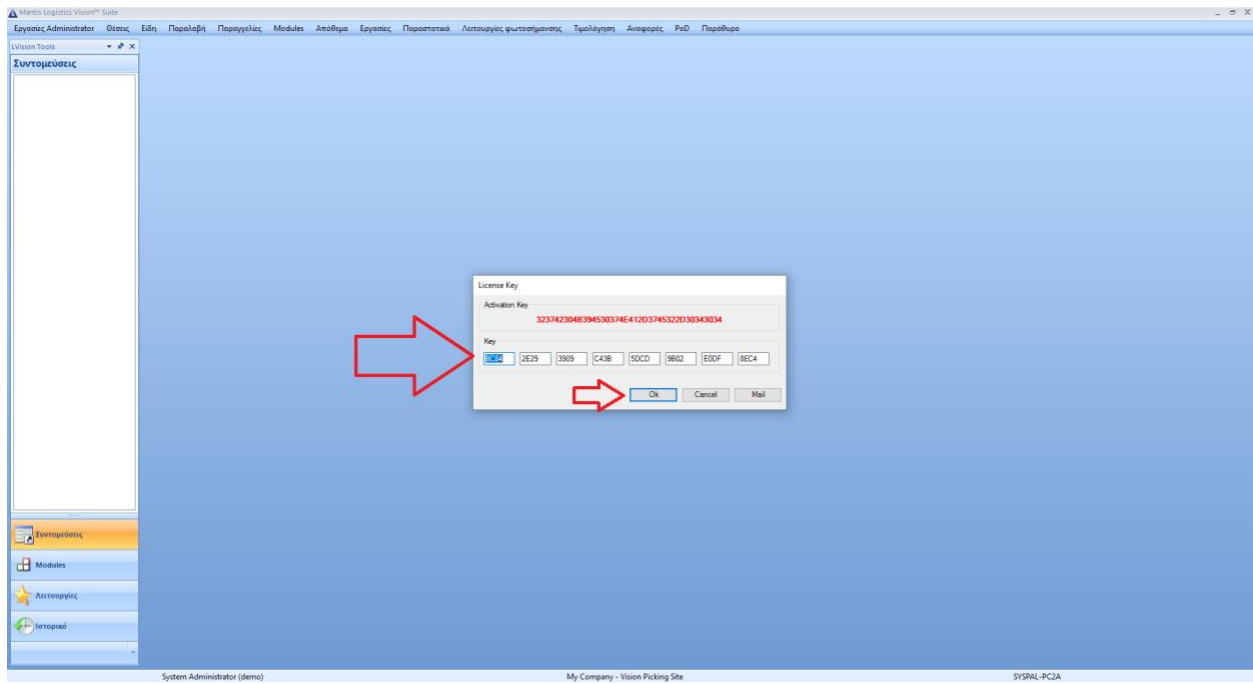 Mantis Logistics Vision™ Suite
Εργασίες Administrator Θέσεις Είδη Παραλαβή Παραγγελίες Modules Απόθεμα Εργασίες Παραστατικά Λειτουργίες φωτοσήμανσης Τιμολόγηση Αναφορές PoD Παράθυρο
LVision Tools
Συντομεύσεις
License Key
Activation Key
Key
2E29 3909 C43B 5DCD 9B02 E0DF 8EC4
Ok Cancel Mail
Συντομεύσεις
Modules
Λειτουργίες
Ιστορικό
System Administrator (demo) My Company - Vision Picking Site SYSPAL-PC2A